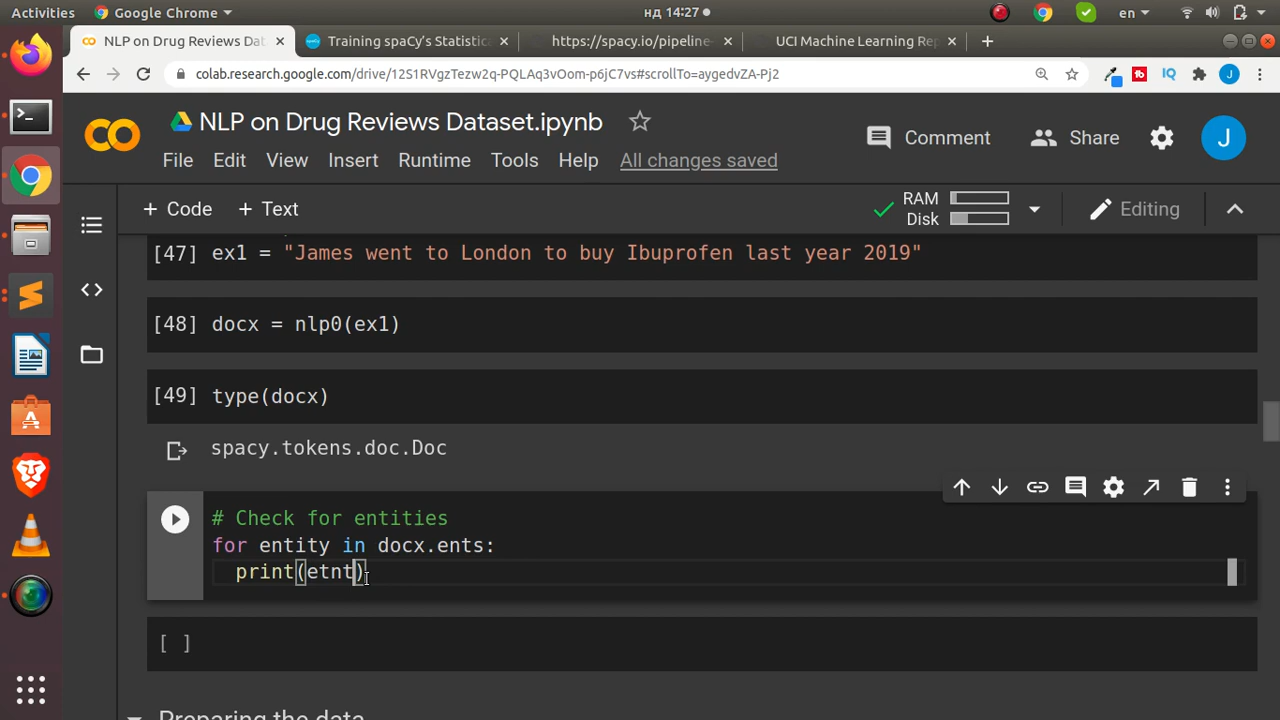 Activities Google Chrome нд 14:27 en
NLP on Drug Reviews Dat Training spaCy's Statistica https://spacy.io/pipeline- UCI Machine Learning Rep
colab.research.google.com/drive/12S1RVgzTezw2q-PQLAq3vOom-p6jC7vs#scrollTo=aygedvZA-Pj2
NLP on Drug Reviews Dataset.ipynb
Comment Share J
File Edit View Insert Runtime Tools Help All changes saved
+ Code + Text RAM Disk Editing
[47] ex1 = "James went to London to buy Ibuprofen last year 2019"
[48] docx = nlp0(ex1)
[49] type(docx)
spacy.tokens.doc.Doc
# Check for entities
for entity in docx.ents:
print(etnt)
[ ]
Preparing the data